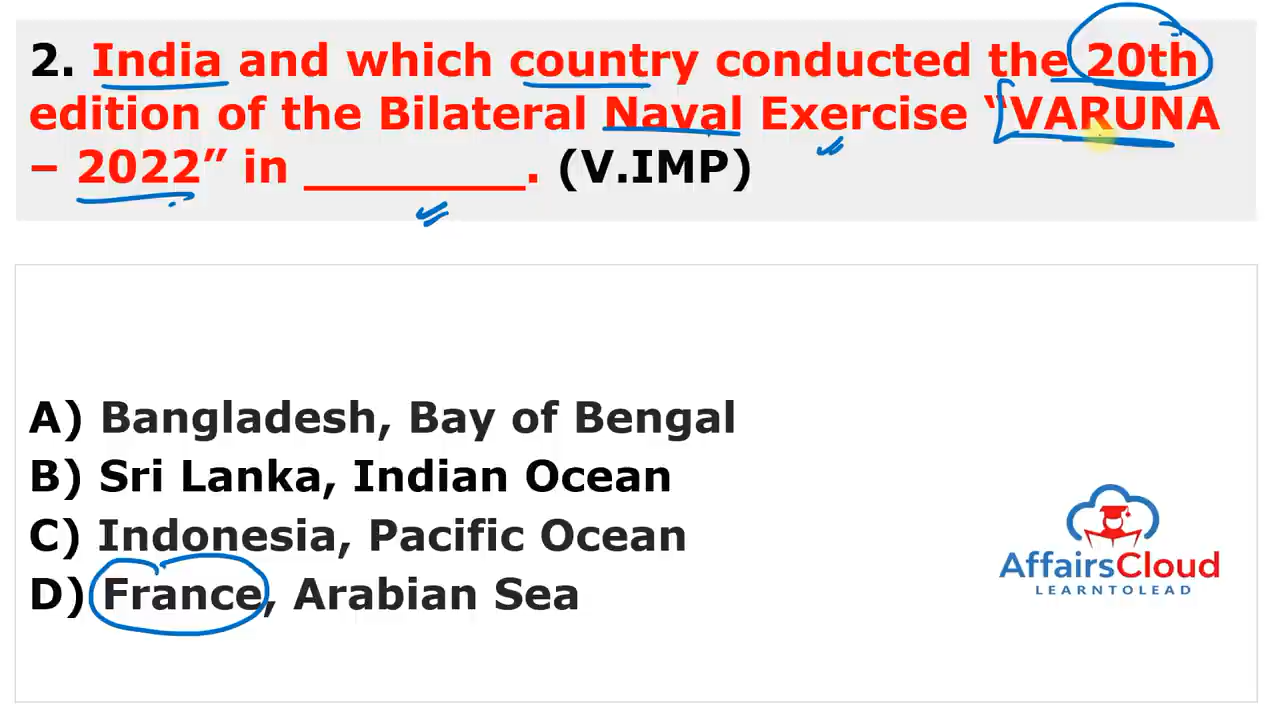 2. India and which country conducted the 20th
edition of the Bilateral Naval Exercise “VARUNA
– 2022” in ________. (V.IMP)
A) Bangladesh, Bay of Bengal
B) Sri Lanka, Indian Ocean
C) Indonesia, Pacific Ocean
D) France, Arabian Sea
AffairsCloud
LEARNTOLEAD